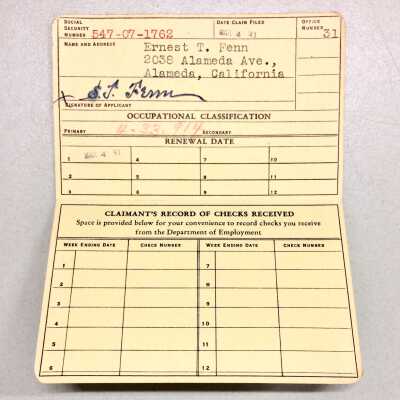 SOCIAL SECURITY NUMBER 547-07-1762
DATE CLAIM FILED
OFFICE NUMBER 31
NAME AND ADDRESS
Ernest T. Fenn
2038 Alameda Ave.,
Alameda, California
x E.T. Fenn
SIGNATURE OF APPLICANT
OCCUPATIONAL CLASSIFICATION
PRIMARY 4-22.914 SECONDARY
RENEWAL DATE
1 4 7 10
2 5 8 11
3 6 9 12
CLAIMANT'S RECORD OF CHECKS RECEIVED
Space is provided below for your convenience to record checks you receive
from the Department of Employment
WEEK ENDING DATE CHECK NUMBER WEEK ENDING DATE CHECK NUMBER
1 7
2 8
3 9
4 10
5 11
6 12